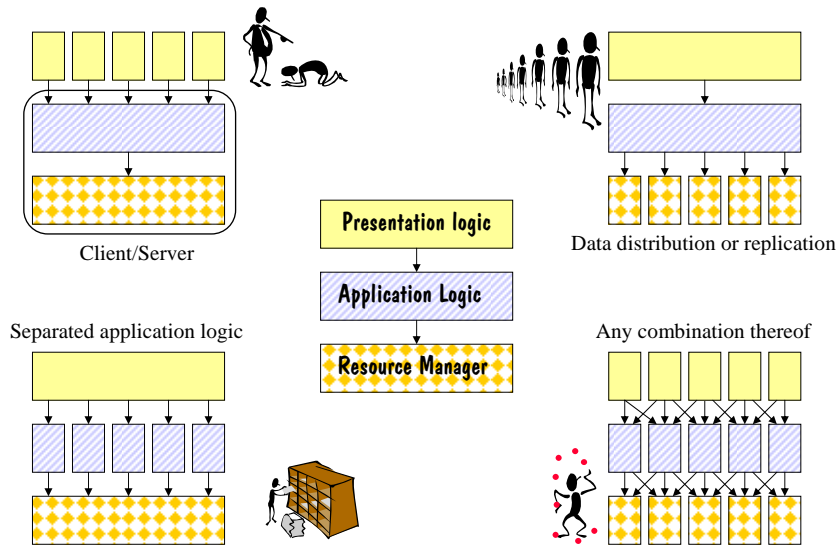 Client/Server
Data distribution or replication
Presentation logic
Application Logic
Resource Manager
Separated application logic
Any combination thereof